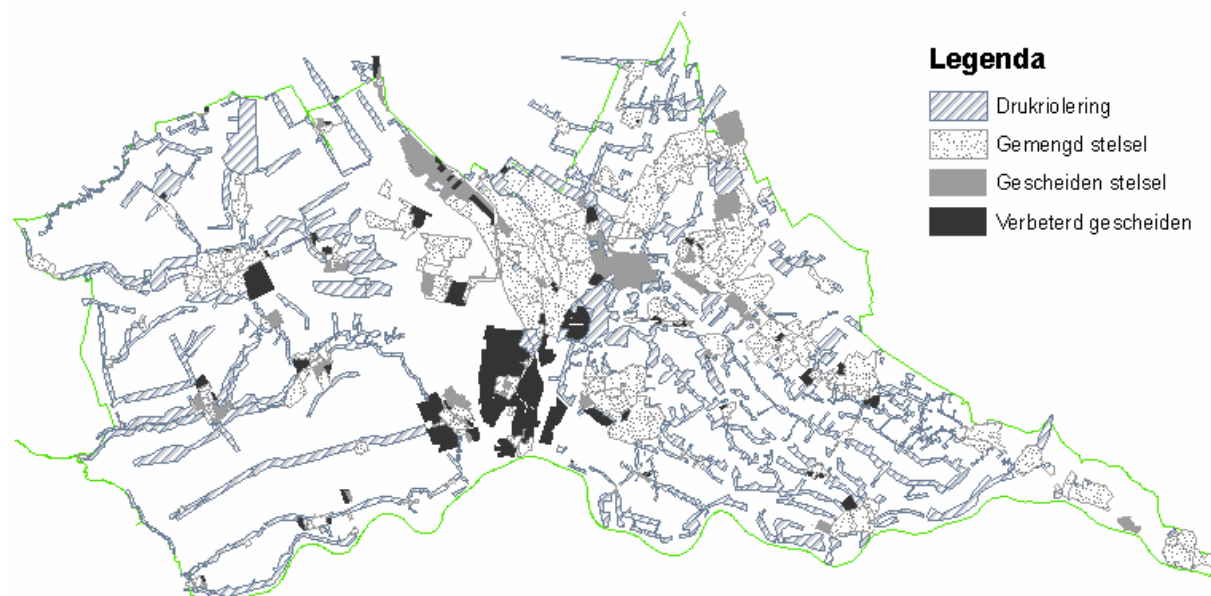 Legenda
Drukriolering
Gemengd stelsel
Gescheiden stelsel
Verbeterd gescheiden